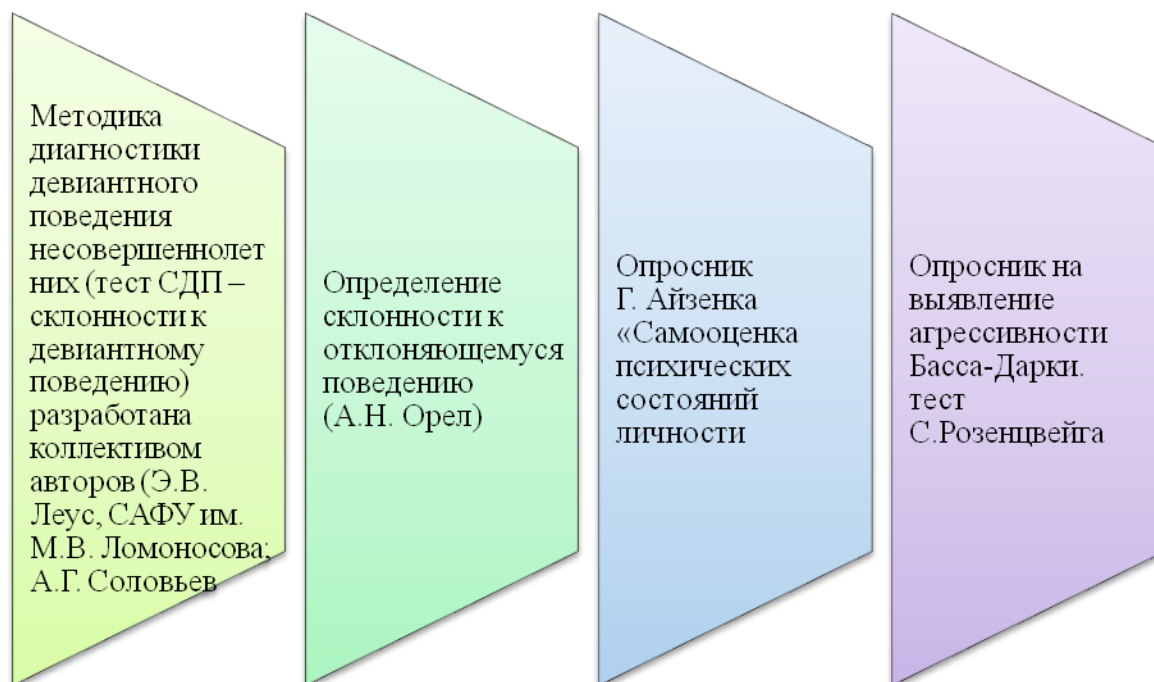 Методика
диагностики
девиантного
поведения
несовершеннолет
них (тест СДП –
склонности к
девиантному
поведению)
разработана
коллективом
авторов (Э.В.
Леус, САФУ им.
М.В. Ломоносова;
А.Г. Соловьев
Определение
склонности к
отклоняющемуся
поведению
(А.Н. Орел)
Опросник
Г. Айзенка
«Самооценка
психических
состояний
личности
Опросник на
выявление
агрессивности
Басса-Дарки.
тест
С.Розенцвейга